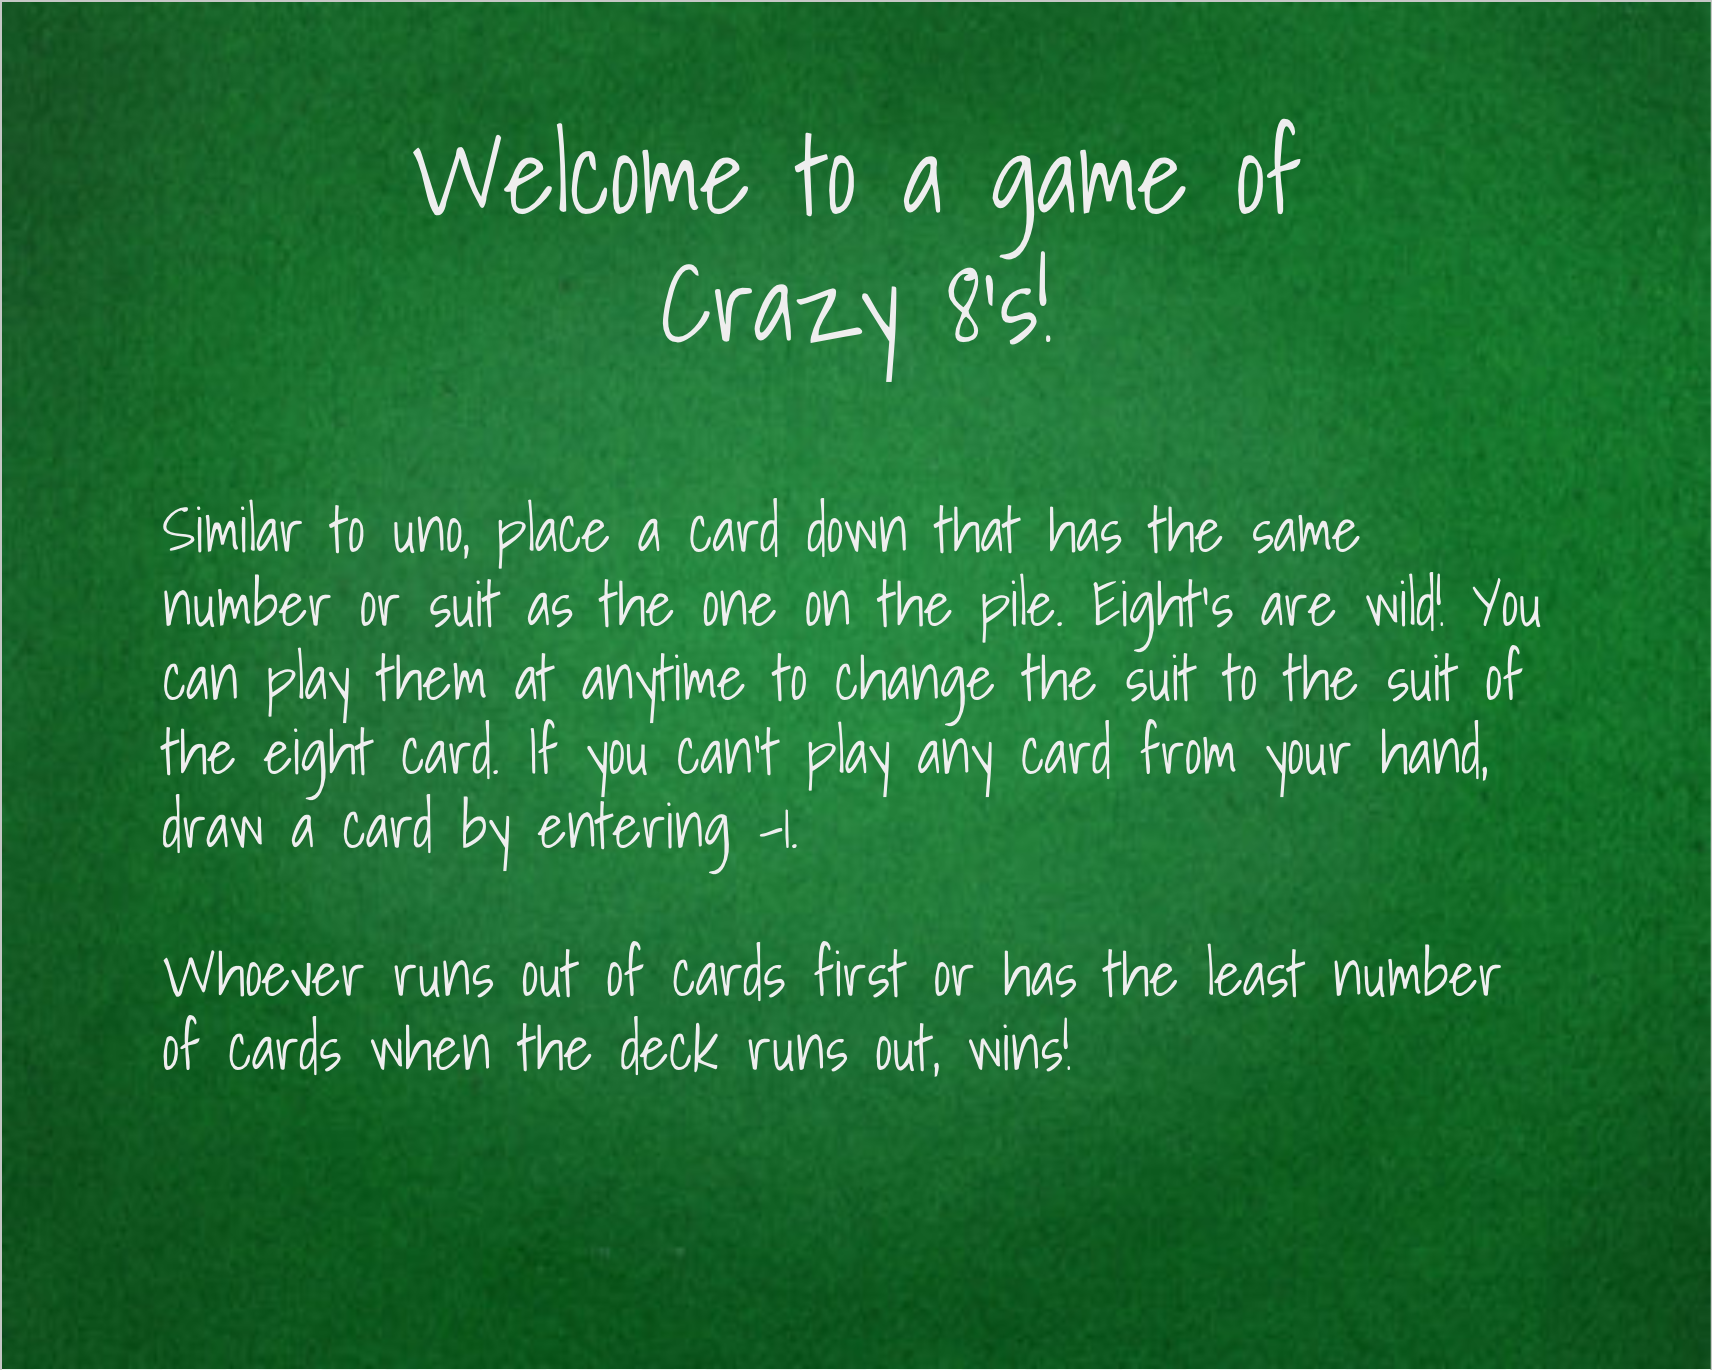 Welcome to a game of
Crazy 8's!
Similar to uno, place a card down that has the same
number or suit as the one on the pile. Eight's are wild! You
can play them at anytime to change the suit to the suit of
the eight card. If you can't play any card from your hand,
draw a card by entering -1.
Whoever runs out of cards first or has the least number
of cards when the deck runs out, wins!